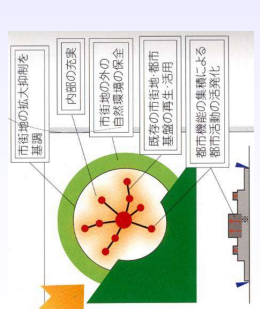 市街地の拡大抑制を
基調
内部の充実
市街地の外の
自然環境の保全
既存の市街地・都市
基盤の再生・活用
都市機能の集積による
都市活動の活発化